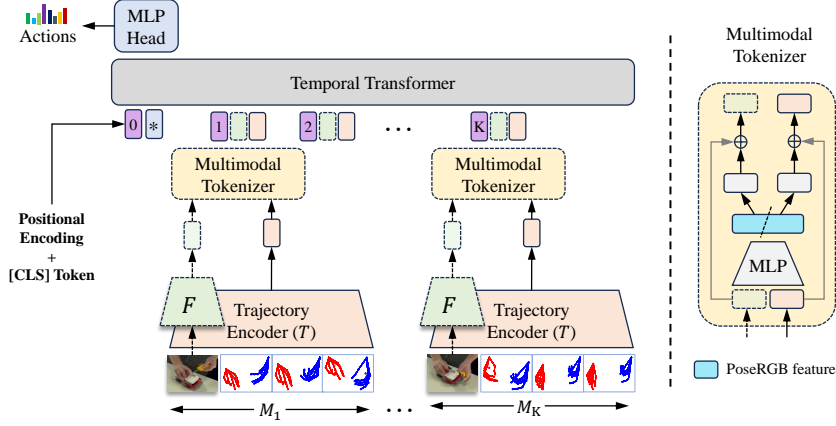 MLP
Head
Actions
Temporal Transformer
0 * 1 2 ... K
Multimodal
Tokenizer
Multimodal
Tokenizer
Positional
Encoding
+
[CLS] Token
F
Trajectory
Encoder (T)
F
Trajectory
Encoder (T)
M1 ... MK
Multimodal
Tokenizer
MLP
PoseRGB feature